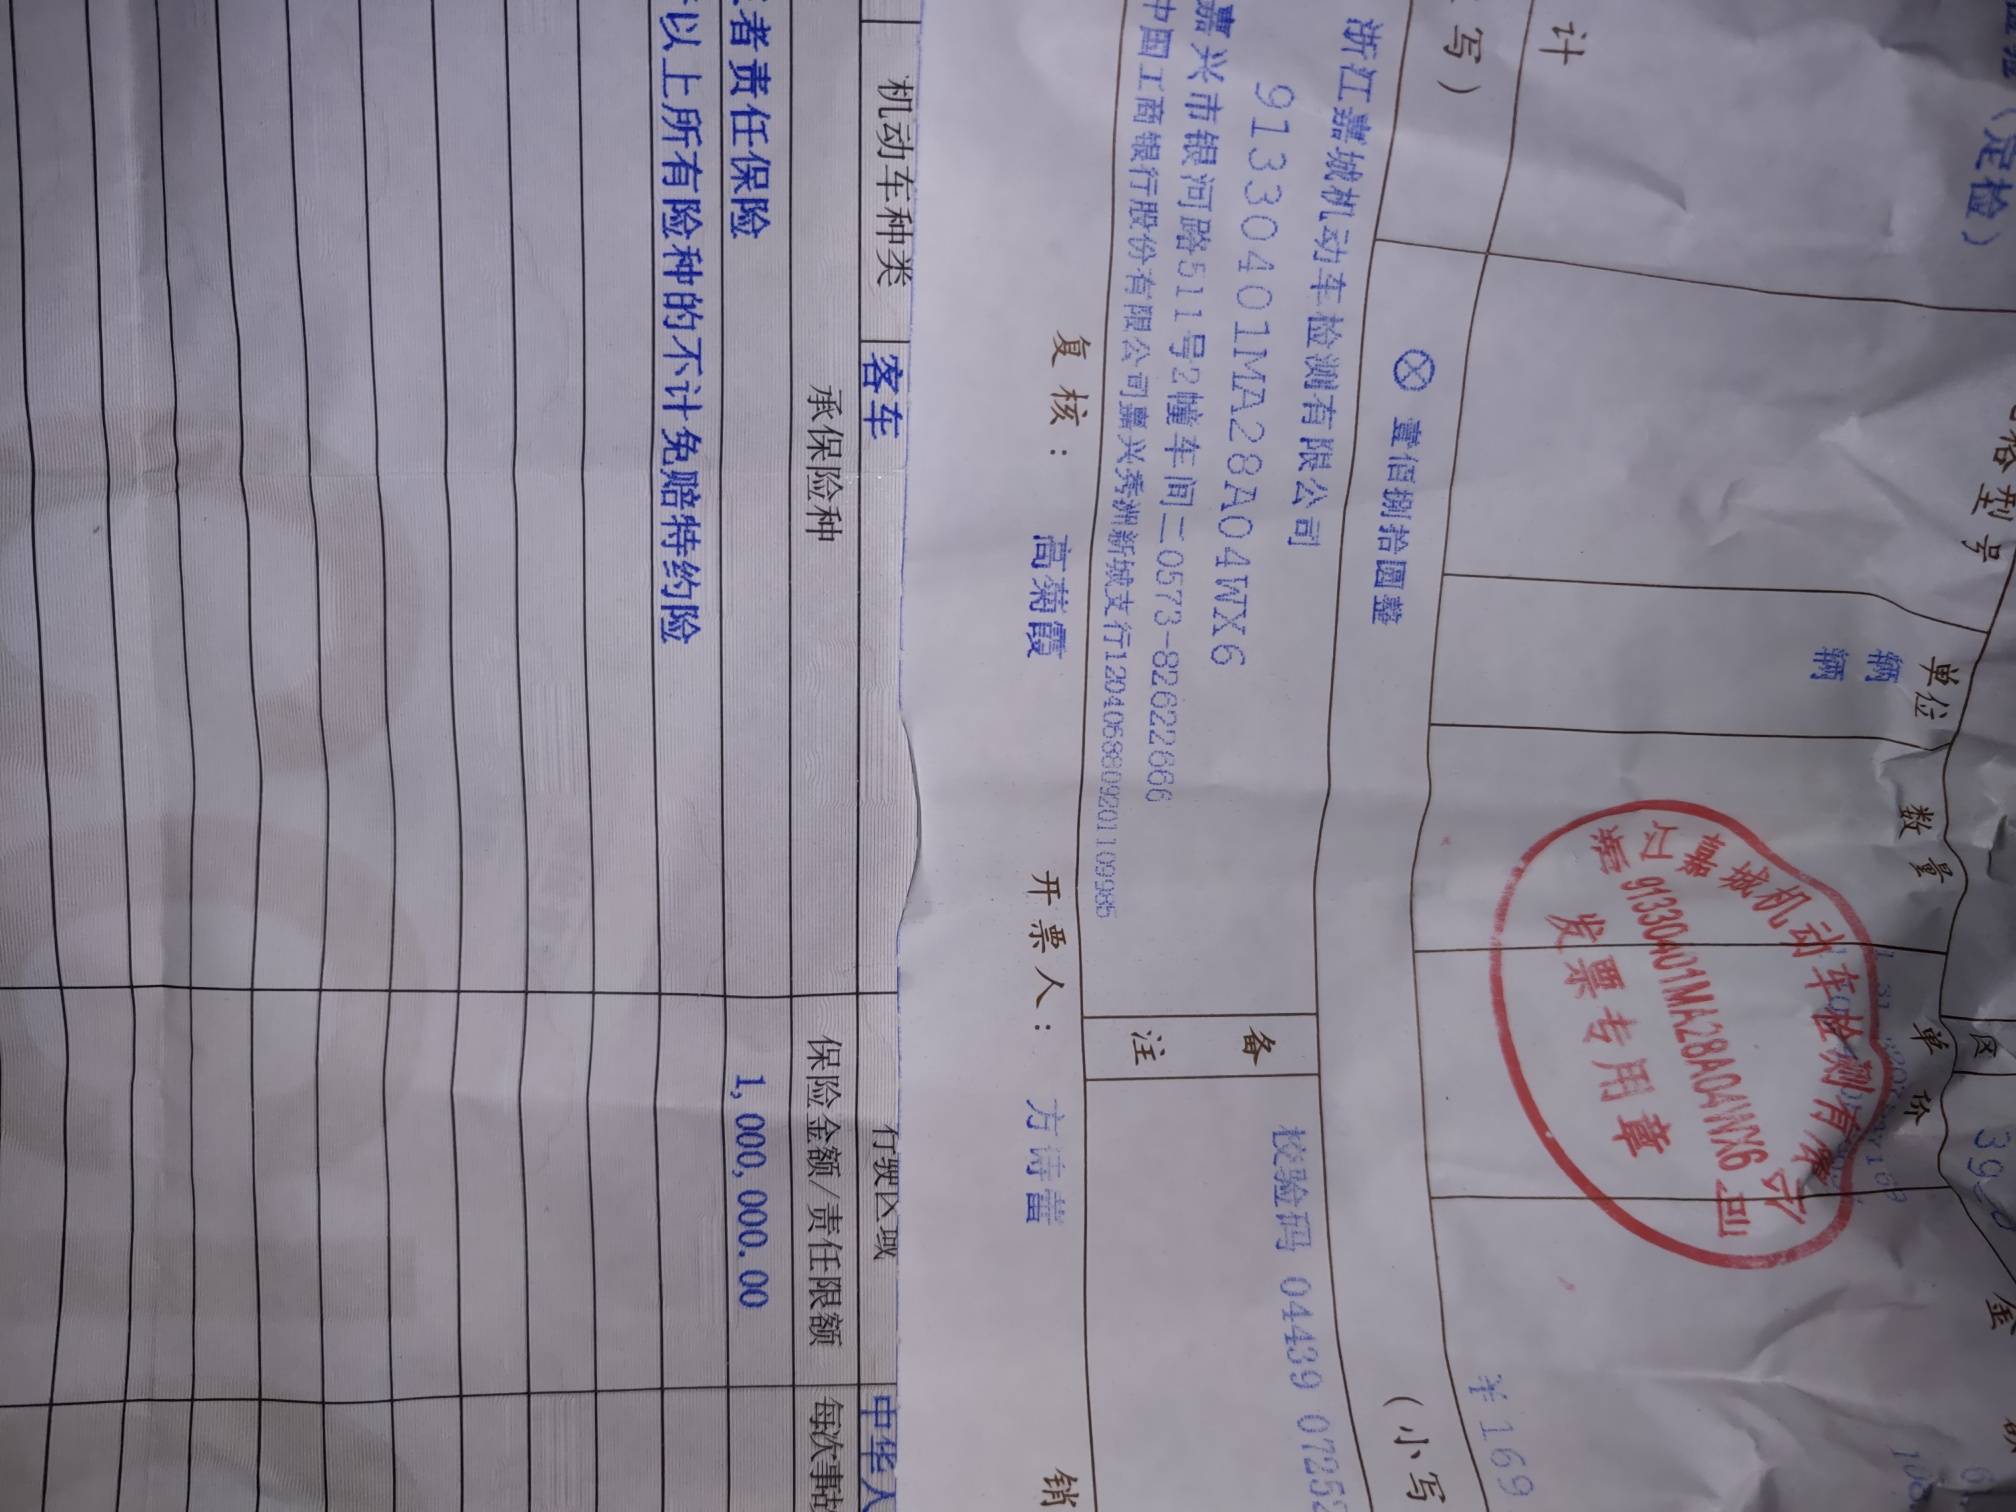 (定检)
规格型号
单位
数量
单价
金
辆
辆
计
¥169
写)
⊗壹佰捌拾圆整
(小写
浙江嘉城机动车检测有限公司
91330401MA28A04WX6
嘉兴市银河路511号2幢车间二0573-82622666
中国工商银行股份有限公司嘉兴秀洲新城支行1204068809201109985
备注
校验码 04439 0725
浙江嘉城机动车检测有限公司
91330401MA28A04WX6
发票专用章
复核:
高菊霞
开票人:
方诗蕾
销
机动车种类
客车
行驶区域
中华人
承保险种
保险金额/责任限额
每次事故
者责任保险
1,000,000.00
以上所有险种的不计免赔特约险